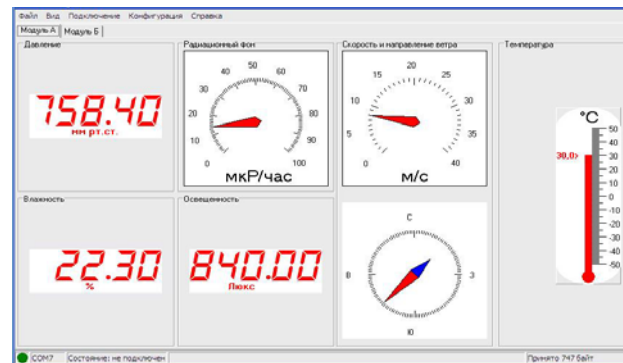 Файл Вид Подключение Конфигурация Справка
Модуль А Модуль Б
Давление
758.40
мм рт.ст.
Радиационный фон
0 10 20 30 40 50 60 70 80 90 100
мкР/час
Скорость и направление ветра
0 5 10 15 20 25 30 35 40
м/с
Температура
°C
30,0
50
40
30
20
10
0
-10
-20
-30
-40
-50
Влажность
22.30
%
Освещенность
840.00
Люкс
С
В З
Ю
COM7 Состояние: не подключен Принято 747 байт